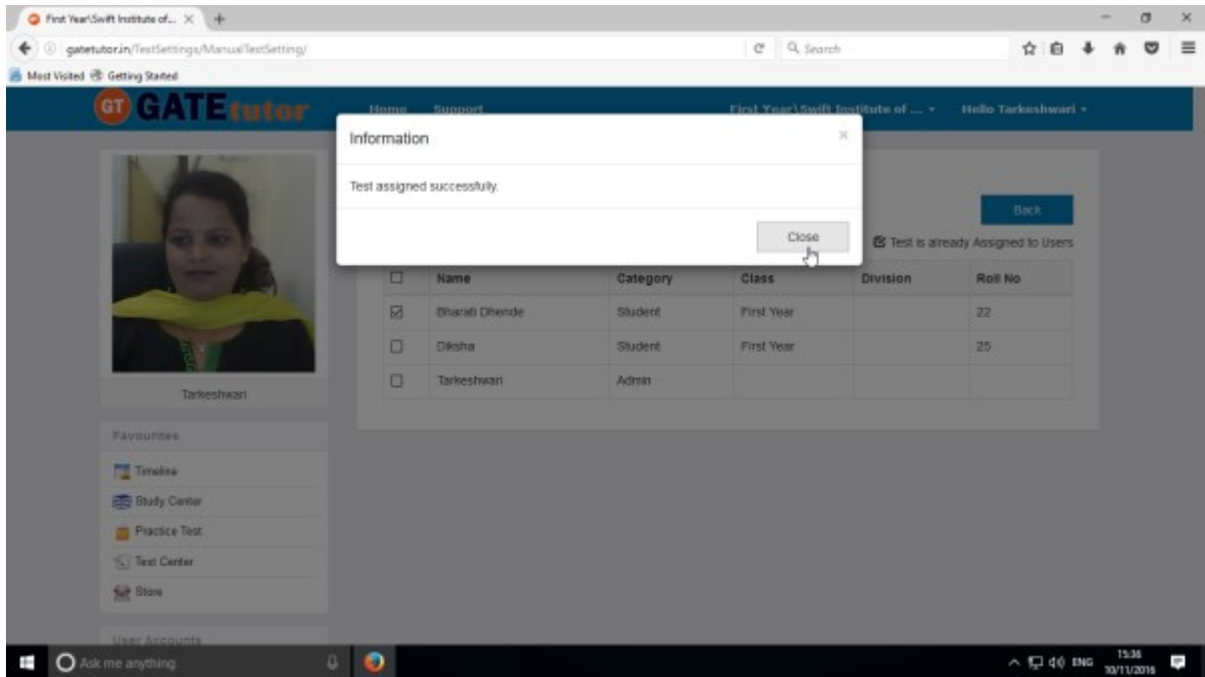 First Year\Swift Institute of...
gatetutor.in/TestSettings/ManualTestSetting/
Search
Most Visited Getting Started
GT GATEtutor Home Support First Year\Swift Institute of .... Hello Tarkeshwari
Information
Test assigned successfully.
Close
Back
Test is already Assigned to Users
Name Category Class Division Roll No
Bharati Dhende Student First Year 22
Diksha Student First Year 25
Tarkeshwari Admin
Tarkeshwari
Favourites
Timeline
Study Center
Practice Test
Test Center
Store
User Accounts
Ask me anything
ENG
15:36
10/11/2016